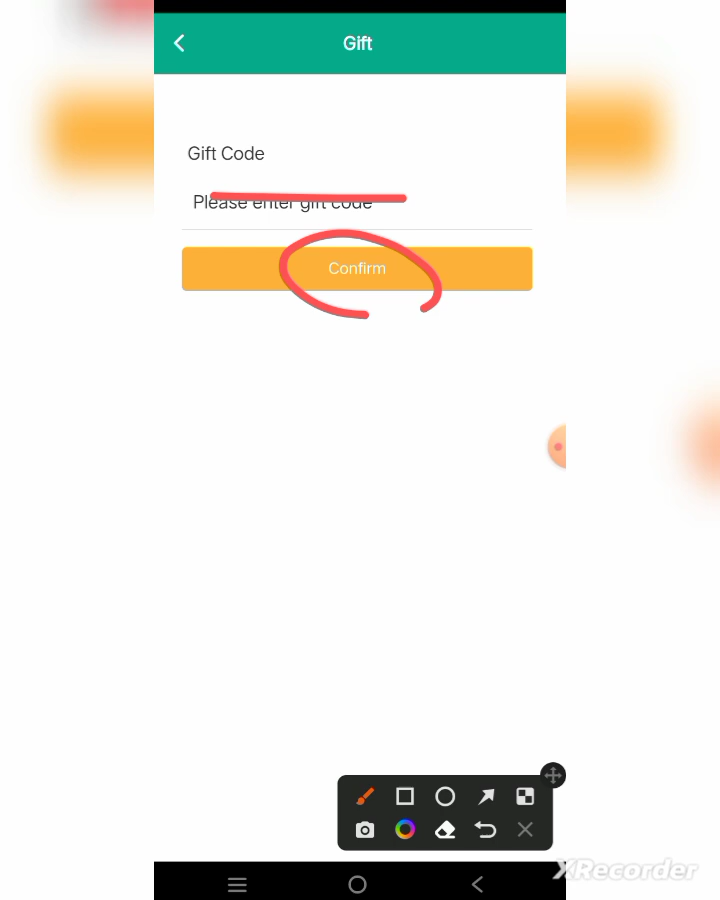 Gift
Gift Code
Please enter gift code
Confirm
XRecorder